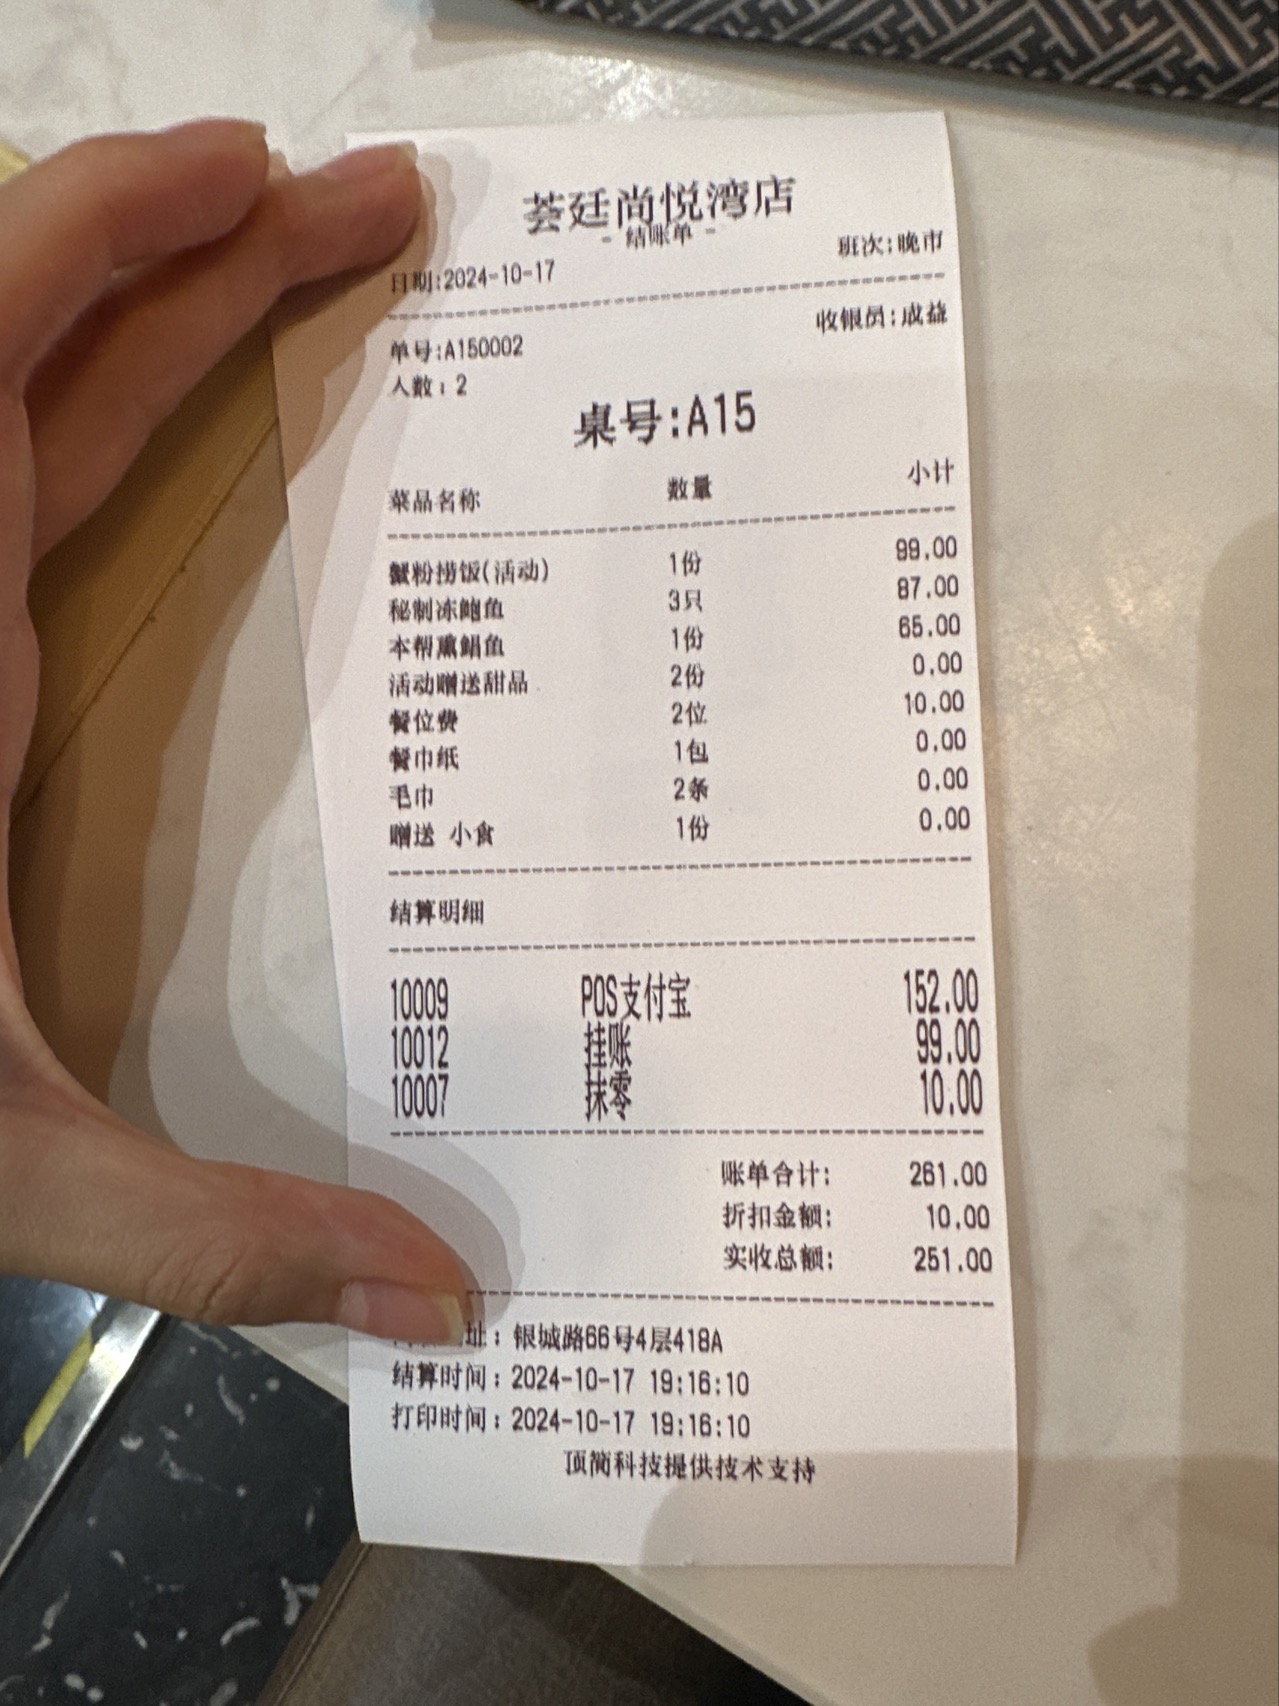 荟廷尚悦湾店
- 结账单 -
日期:2024-10-17 班次:晚市
单号:A150002 收银员:成益
人数:2
桌号:A15
菜品名称 数量 小计
蟹粉捞饭(活动) 1份 99.00
秘制冻鲍鱼 3只 87.00
本帮熏鲳鱼 1份 65.00
活动赠送甜品 2份 0.00
餐位费 2位 10.00
餐巾纸 1包 0.00
毛巾 2条 0.00
赠送 小食 1份 0.00
结算明细
10009 POS支付宝 152.00
10012 挂账 99.00
10007 抹零 10.00
账单合计: 261.00
折扣金额: 10.00
实收总额: 251.00
址:银城路66号4层418A
结算时间:2024-10-17 19:16:10
打印时间:2024-10-17 19:16:10
顶简科技提供技术支持